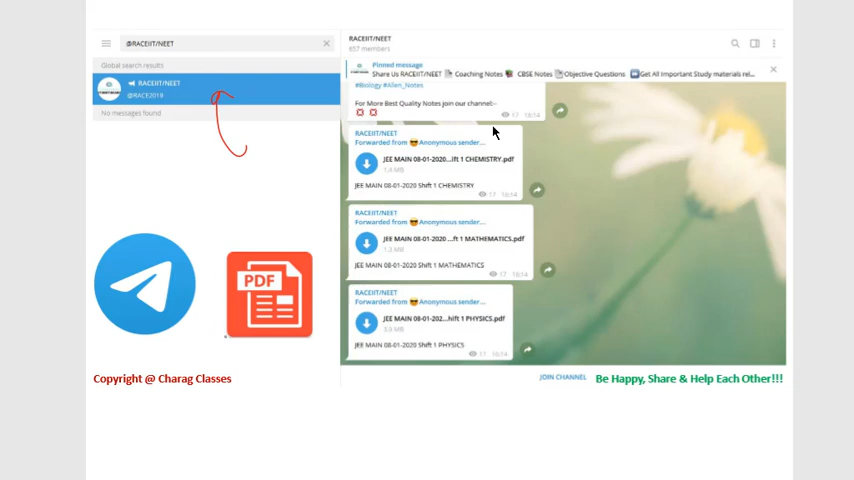 @RACEIIT/NEET
Global search results
RACEIIT/NEET
@RACE2019
No messages found
PDF
Copyright @ Charag Classes
RACEIIT/NEET
657 members
Pinned message
Share Us RACEIIT/NEET Coaching Notes CBSE Notes Objective Questions Get All Important Study materials rel...
#Biology #Allen_Notes
For More Best Quality Notes join our channel:-
17 18:14
RACEIIT/NEET
Forwarded from Anonymous sender...
JEE MAIN 08-01-2020...ift 1 CHEMISTRY.pdf
1.4 MB
JEE MAIN 08-01-2020 Shift 1 CHEMISTRY
17 18:14
RACEIIT/NEET
Forwarded from Anonymous sender...
JEE MAIN 08-01-2020 ...ft 1 MATHEMATICS.pdf
1.3 MB
JEE MAIN 08-01-2020 Shift 1 MATHEMATICS
17 18:14
RACEIIT/NEET
Forwarded from Anonymous sender...
JEE MAIN 08-01-202...hift 1 PHYSICS.pdf
JEE MAIN 08-01-2020 Shift 1 PHYSICS
17 18:14
JOIN CHANNEL
Be Happy, Share & Help Each Other!!!